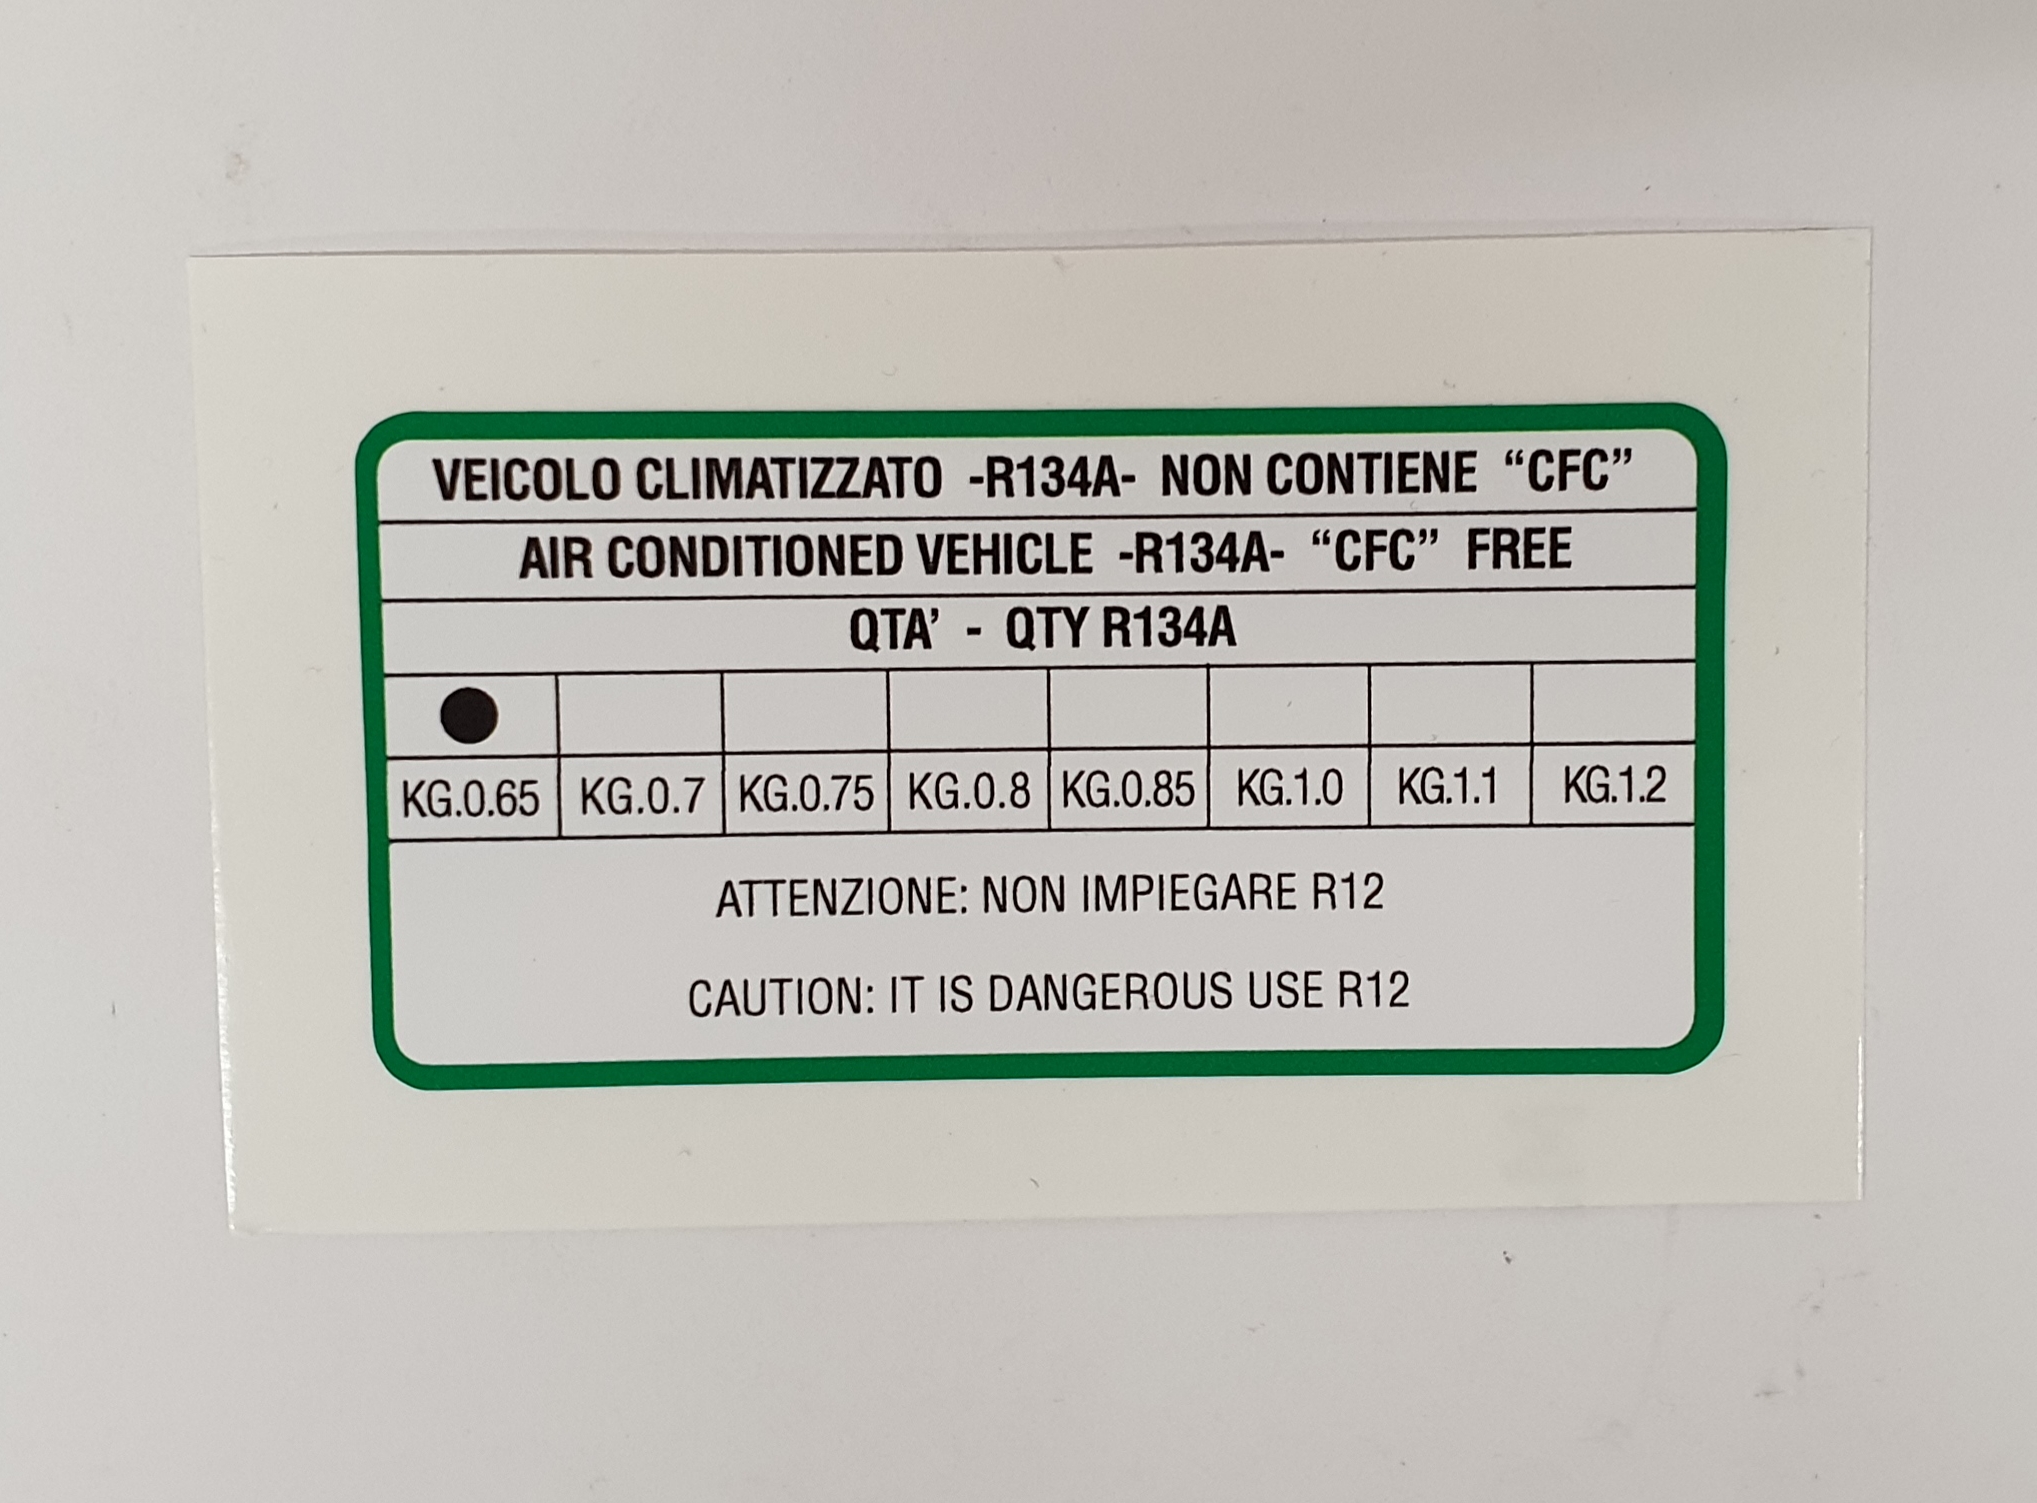 VEICOLO CLIMATIZZATO -R134A- NON CONTIENE “CFC”
AIR CONDITIONED VEHICLE -R134A- “CFC” FREE
QTA’ - QTY R134A
KG.0.65 KG.0.7 KG.0.75 KG.0.8 KG.0.85 KG.1.0 KG.1.1 KG.1.2
ATTENZIONE: NON IMPIEGARE R12
CAUTION: IT IS DANGEROUS USE R12